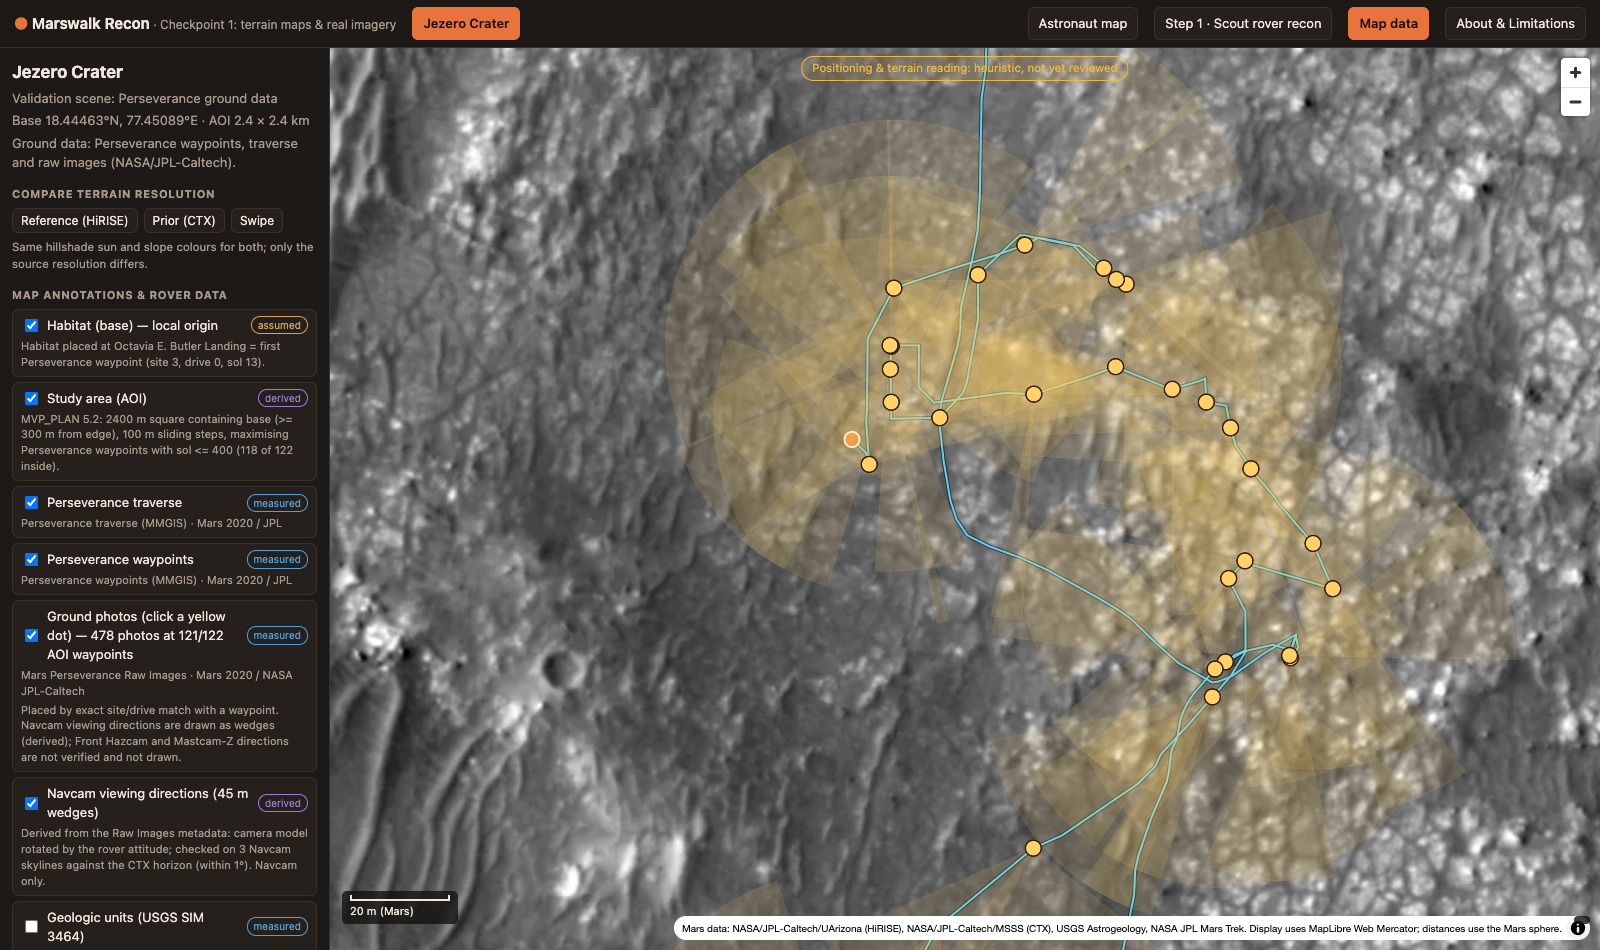 Marswalk Recon · Checkpoint 1: terrain maps & real imagery
Jezero Crater
Astronaut map
Step 1 · Scout rover recon
Map data
About & Limitations
Jezero Crater
Validation scene: Perseverance ground data
Base 18.44463°N, 77.45089°E · AOI 2.4 × 2.4 km
Ground data: Perseverance waypoints, traverse
and raw images (NASA/JPL-Caltech).
COMPARE TERRAIN RESOLUTION
Reference (HiRISE)
Prior (CTX)
Swipe
Same hillshade sun and slope colours for both; only the
source resolution differs.
MAP ANNOTATIONS & ROVER DATA
Habitat (base) — local origin
assumed
Habitat placed at Octavia E. Butler Landing = first
Perseverance waypoint (site 3, drive 0, sol 13).
Study area (AOI)
derived
MVP_PLAN 5.2: 2400 m square containing base (>=
300 m from edge), 100 m sliding steps, maximising
Perseverance waypoints with sol <= 400 (118 of 122
inside).
Perseverance traverse
measured
Perseverance traverse (MMGIS) · Mars 2020 / JPL
Perseverance waypoints
measured
Perseverance waypoints (MMGIS) · Mars 2020 / JPL
Ground photos (click a yellow
dot) — 478 photos at 121/122
AOI waypoints
measured
Mars Perseverance Raw Images · Mars 2020 / NASA
JPL-Caltech
Placed by exact site/drive match with a waypoint.
Navcam viewing directions are drawn as wedges
(derived); Front Hazcam and Mastcam-Z directions
are not verified and not drawn.
Navcam viewing directions (45 m
wedges)
derived
Derived from the Raw Images metadata: camera model
rotated by the rover attitude; checked on 3 Navcam
skylines against the CTX horizon (within 1°). Navcam
only.
Geologic units (USGS SIM
3464)
measured
Positioning & terrain reading: heuristic, not yet reviewed
+
−
20 m (Mars)
Mars data: NASA/JPL-Caltech/UArizona (HiRISE), NASA/JPL-Caltech/MSSS (CTX), USGS Astrogeology, NASA JPL Mars Trek. Display uses MapLibre Web Mercator; distances use the Mars sphere.